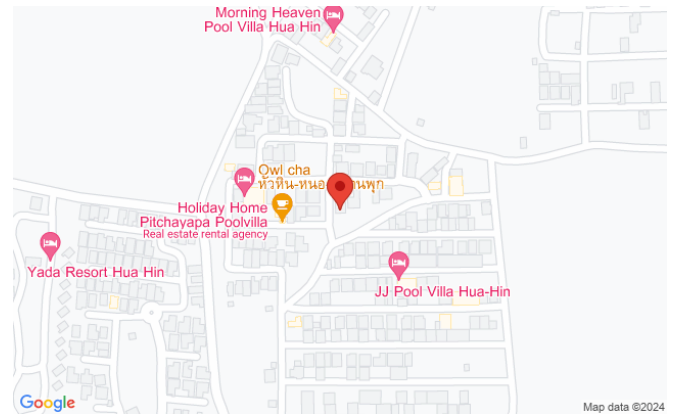 Morning Heaven
Pool Villa Hua Hin
Owl cha
Holiday Home
Pitchayapa Poolvilla
Real estate rental agency
Yada Resort Hua Hin
JJ Pool Villa Hua-Hin
Google
Map data ©2024